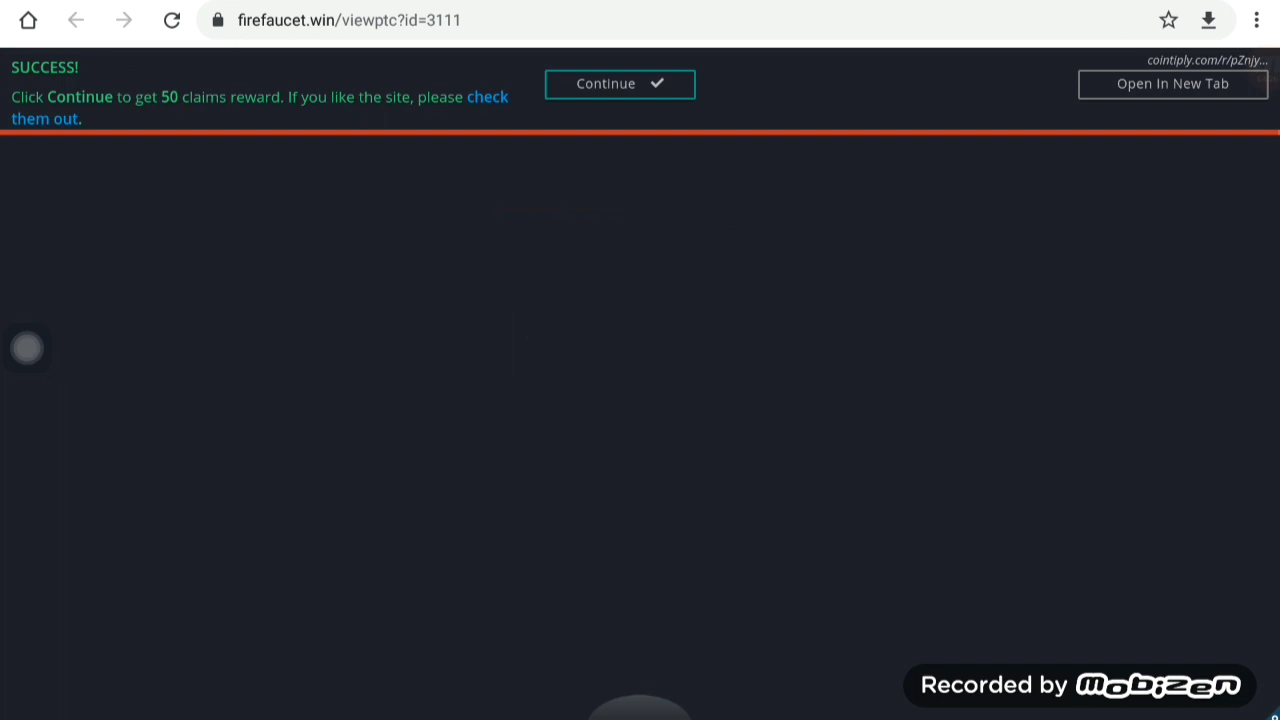 firefaucet.win/viewptc?id=3111
SUCCESS!
Click Continue to get 50 claims reward. If you like the site, please check
them out.
Continue
cointiply.com/r/pZnjy...
Open In New Tab
Recorded by mobizen